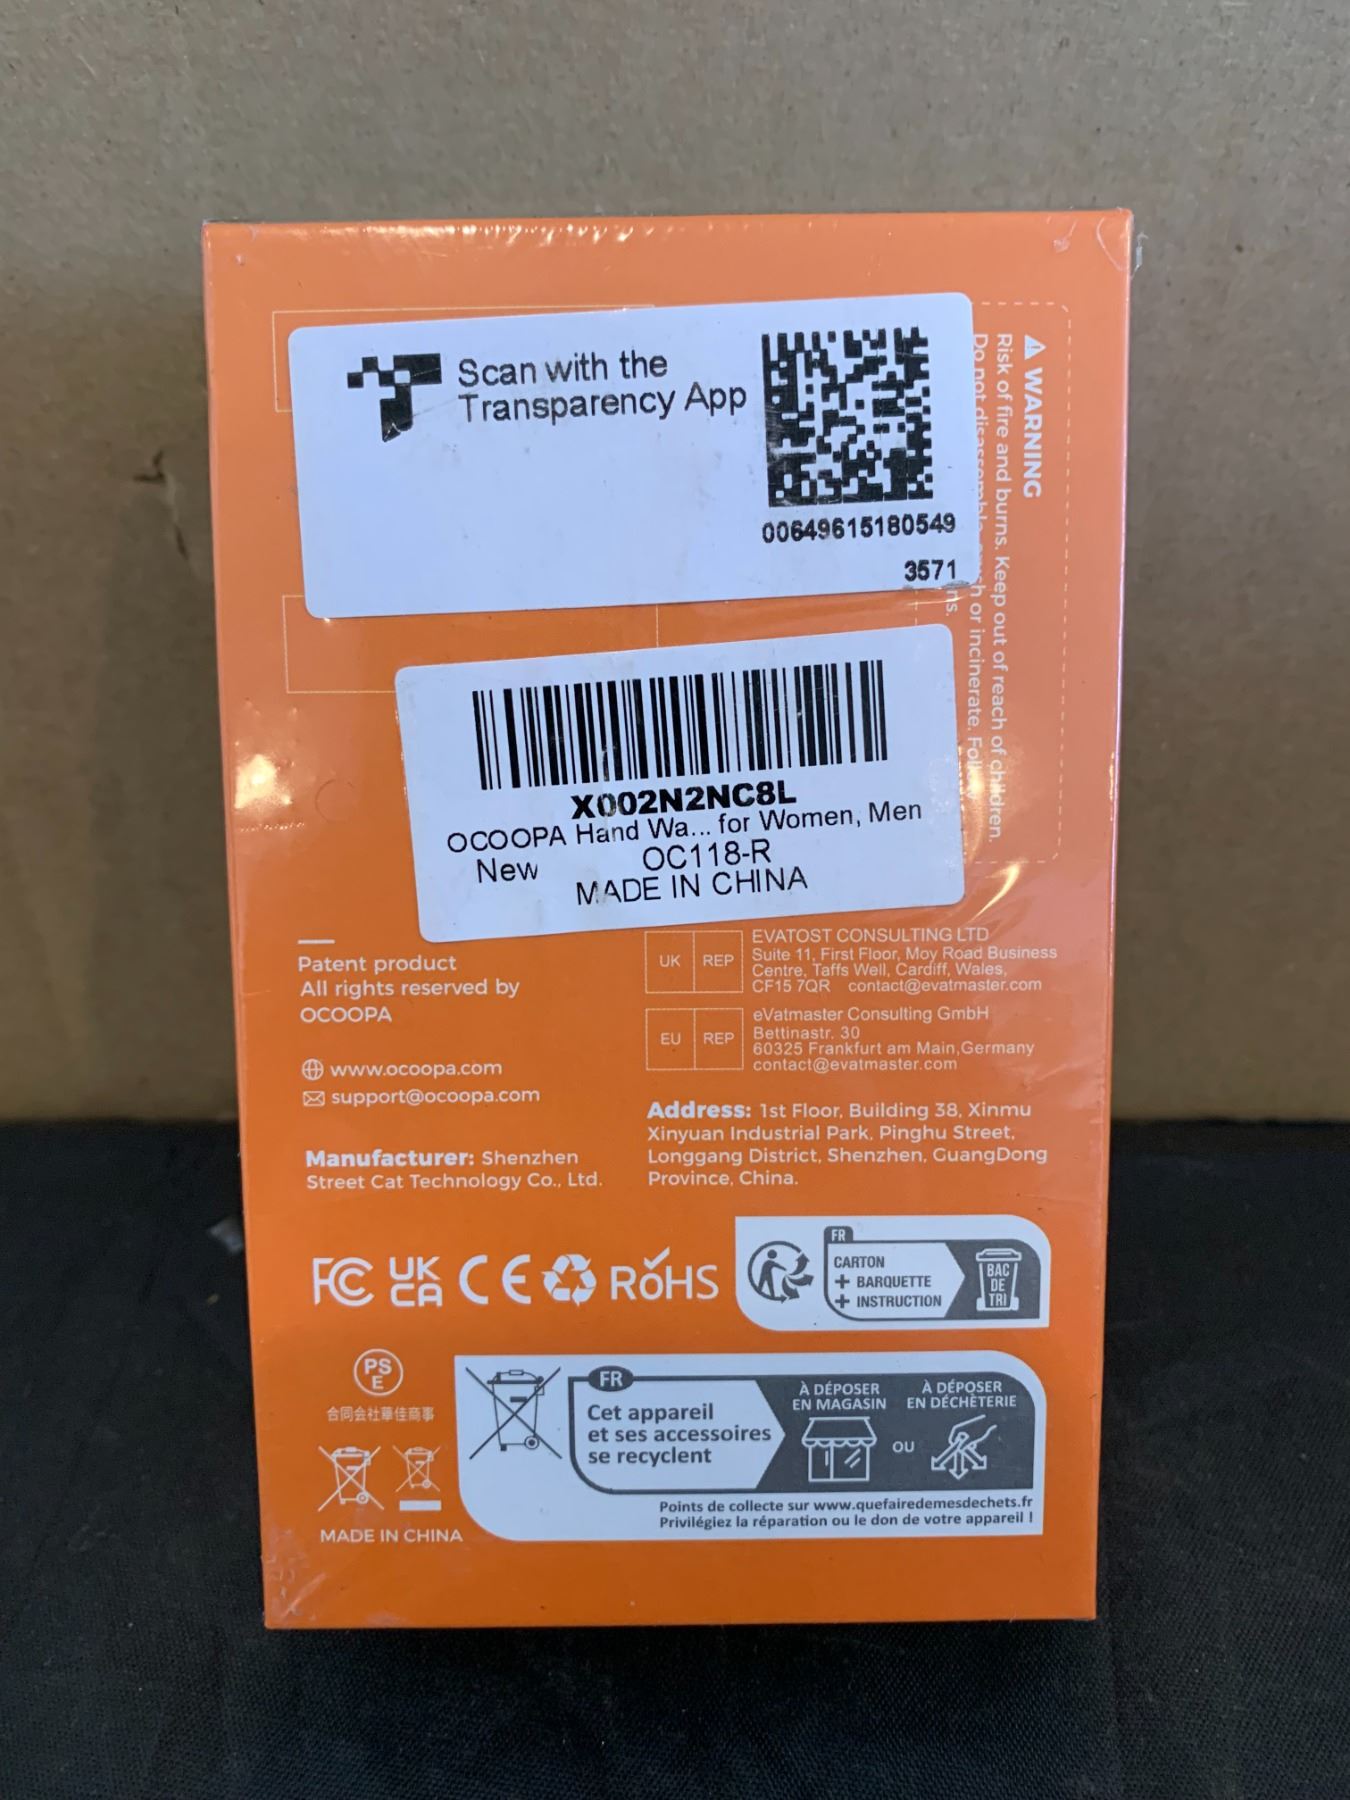 Scan with the
Transparency App
00649615180549
3571
⚠ WARNING
Risk of fire and burns. Keep out of reach of children.
Do not disassemble, or incinerate.
X002N2NC8L
OCOOPA Hand Wa... for Women, Men
New OC118-R
MADE IN CHINA
Patent product
All rights reserved by
OCOOPA
www.ocoopa.com
support@ocoopa.com
Manufacturer: Shenzhen
Street Cat Technology Co., Ltd.
UK REP
EVATOST CONSULTING LTD
Suite 11, First Floor, Moy Road Business
Centre, Taffs Well, Cardiff, Wales,
CF15 7QR contact@evatmaster.com
EU REP
eVatmaster Consulting GmbH
Bettinastr. 30
60325 Frankfurt am Main,Germany
contact@evatmaster.com
Address: 1st Floor, Building 38, Xinmu
Xinyuan Industrial Park, Pinghu Street,
Longgang District, Shenzhen, GuangDong
Province, China.
FC UK CA CE RoHS
FR
CARTON
+ BARQUETTE
+ INSTRUCTION
BAC
DE
TRI
PS
E
合同会社華佳商事
MADE IN CHINA
FR
Cet appareil
et ses accessoires
se recyclent
À DÉPOSER
EN MAGASIN
OU
À DÉPOSER
EN DÉCHÈTERIE
Points de collecte sur www.quefairedemesdechets.fr
Privilégiez la réparation ou le don de votre appareil !